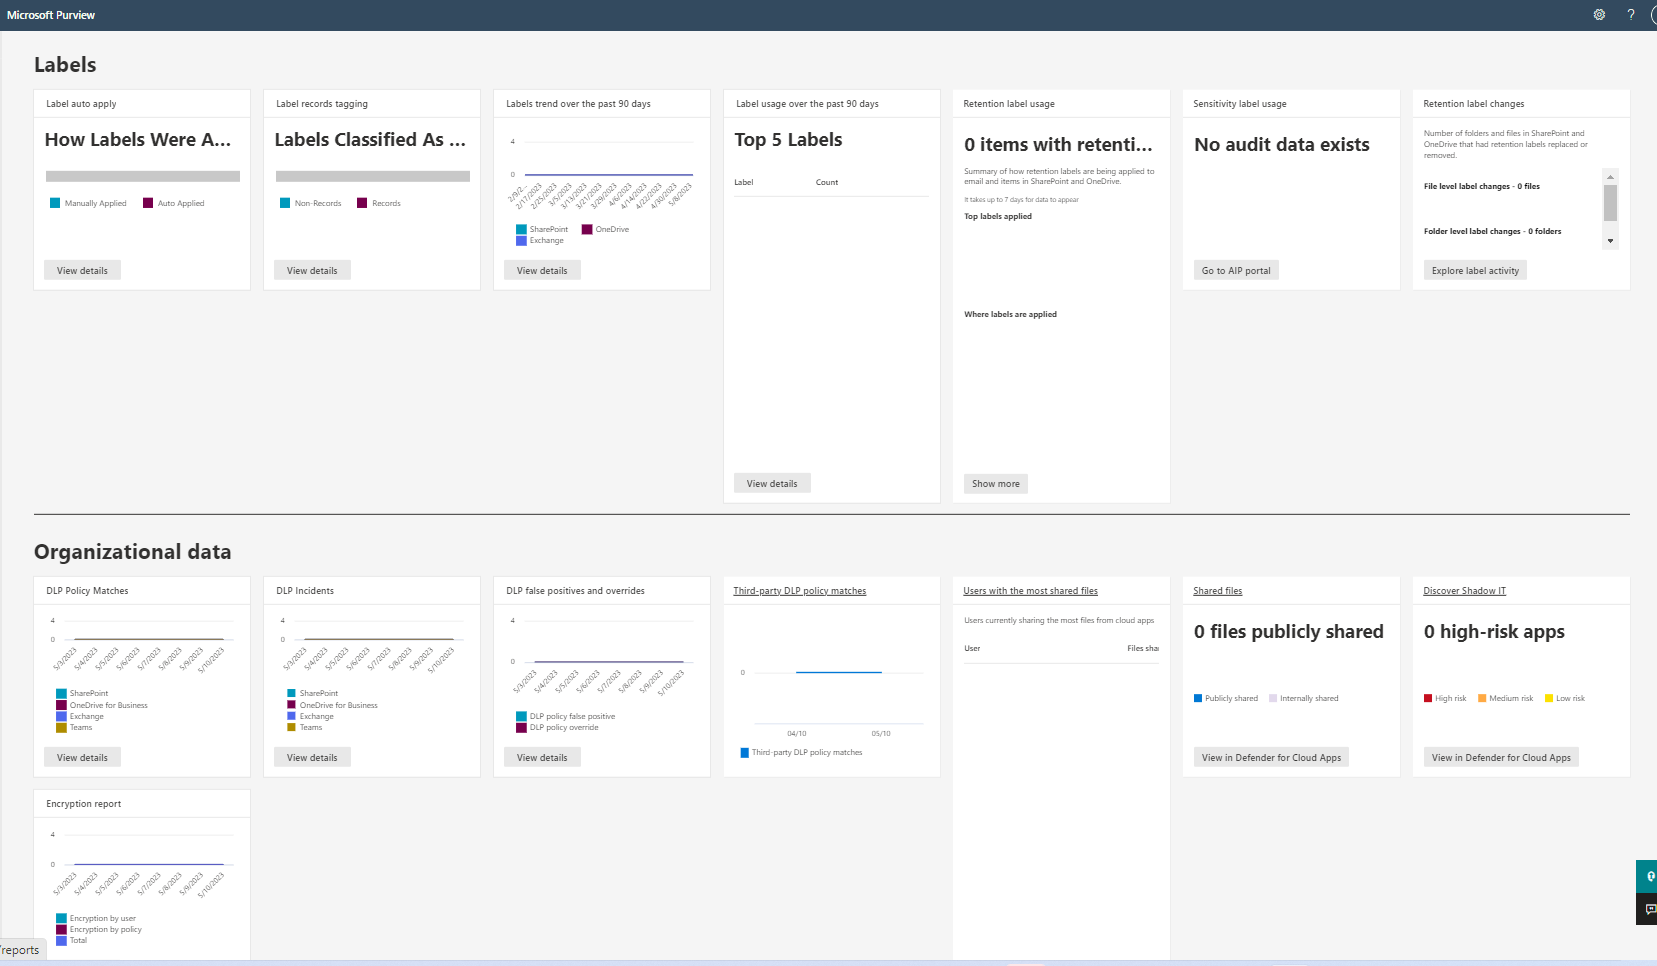 Microsoft Purview
?
Labels
Label auto apply
How Labels Were A...
Manually Applied
Auto Applied
View details
Label records tagging
Labels Classified As ...
Non-Records
Records
View details
Labels trend over the past 90 days
4
0
2/9/2...
2/17/2023
2/25/2023
3/5/2023
3/13/2023
3/21/2023
3/29/2023
4/6/2023
4/14/2023
4/22/2023
4/30/2023
5/8/2023
SharePoint
OneDrive
Exchange
View details
Label usage over the past 90 days
Top 5 Labels
Label Count
View details
Retention label usage
0 items with retenti...
Summary of how retention labels are being applied to
email and items in SharePoint and OneDrive.
It takes up to 7 days for data to appear
Top labels applied
Where labels are applied
Show more
Sensitivity label usage
No audit data exists
Go to AIP portal
Retention label changes
Number of folders and files in SharePoint and
OneDrive that had retention labels replaced or
removed.
File level label changes - 0 files
Folder level label changes - 0 folders
Explore label activity
Organizational data
DLP Policy Matches
4
0
5/3/2023
5/4/2023
5/5/2023
5/6/2023
5/7/2023
5/8/2023
5/9/2023
5/10/2023
SharePoint
OneDrive for Business
Exchange
Teams
View details
DLP Incidents
4
0
5/3/2023
5/4/2023
5/5/2023
5/6/2023
5/7/2023
5/8/2023
5/9/2023
5/10/2023
SharePoint
OneDrive for Business
Exchange
Teams
View details
DLP false positives and overrides
4
0
5/3/2023
5/4/2023
5/5/2023
5/6/2023
5/7/2023
5/8/2023
5/9/2023
5/10/2023
DLP policy false positive
DLP policy override
View details
Third-party DLP policy matches
0
04/10
05/10
Third-party DLP policy matches
Users with the most shared files
Users currently sharing the most files from cloud apps
User Files sha
Shared files
0 files publicly shared
Publicly shared
Internally shared
View in Defender for Cloud Apps
Discover Shadow IT
0 high-risk apps
High risk
Medium risk
Low risk
View in Defender for Cloud Apps
Encryption report
4
0
5/3/2023
5/4/2023
5/5/2023
5/6/2023
5/7/2023
5/8/2023
5/9/2023
5/10/2023
Encryption by user
Encryption by policy
Total
/reports